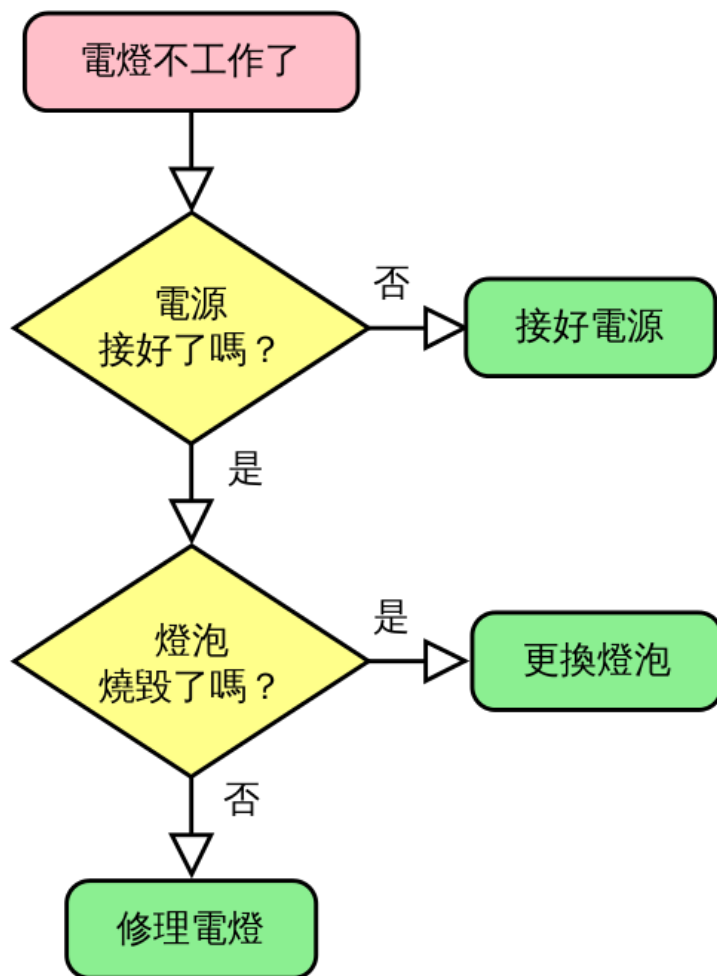 電燈不工作了
電源
接好了嗎？
否
接好電源
是
燈泡
燒毀了嗎？
是
更換燈泡
否
修理電燈